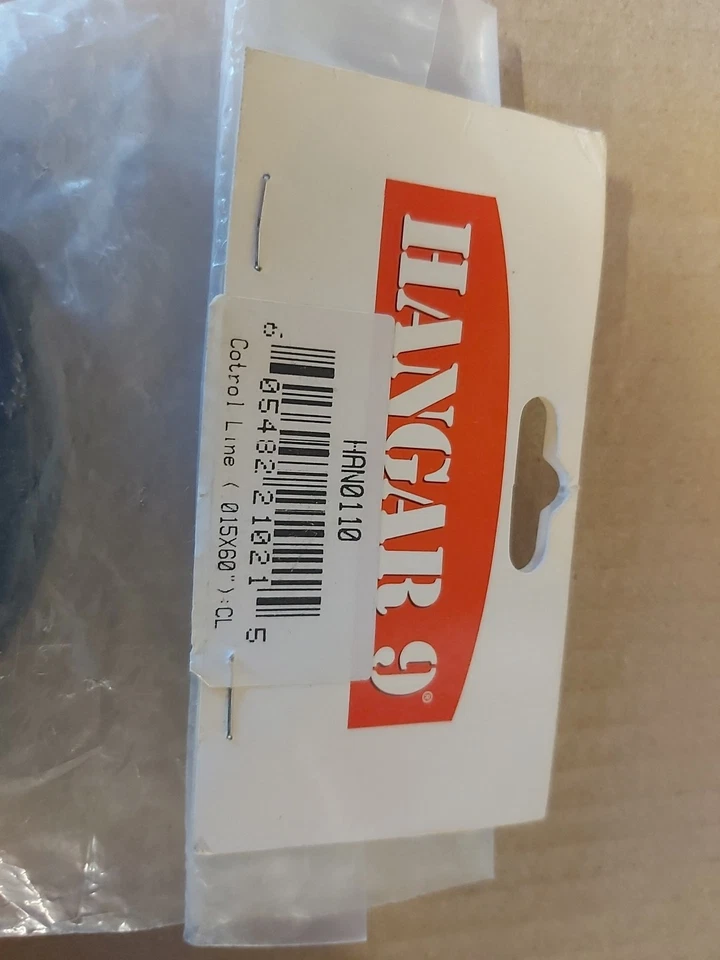 HANGAR 9®
HAN0110
6 05482 21021 5
Cotrol Line ( 015X60"):CL